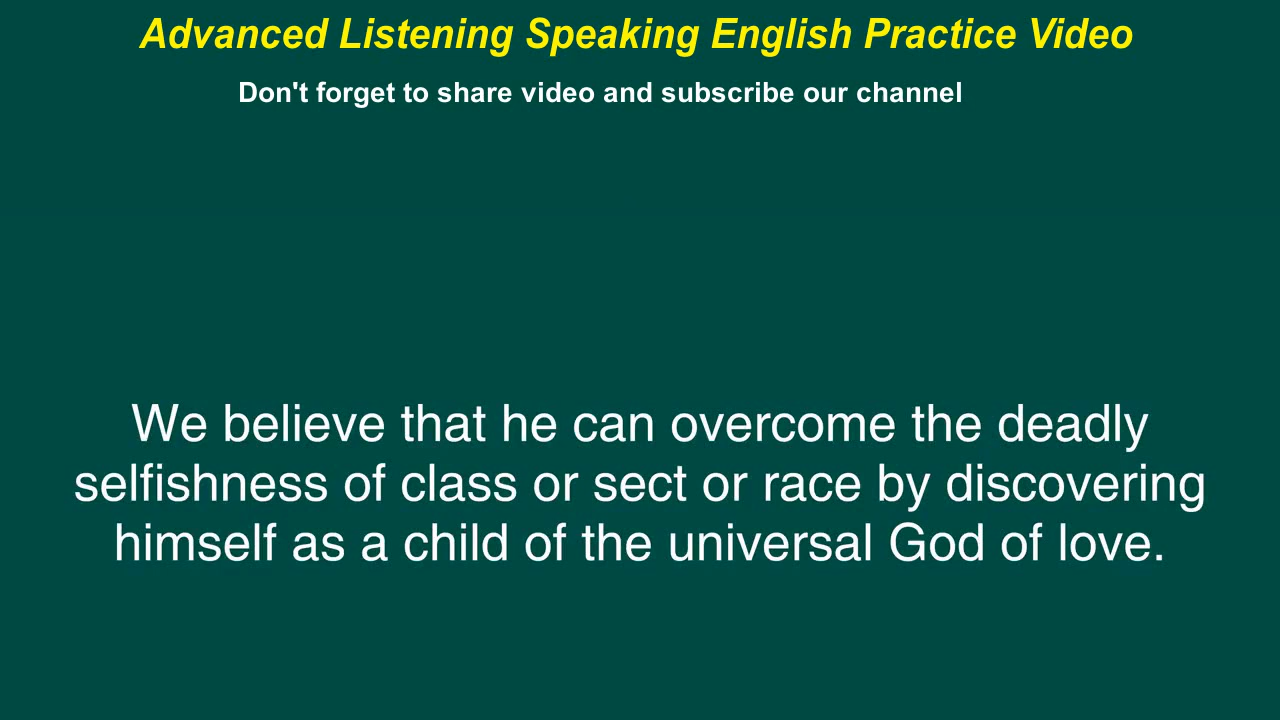 Advanced Listening Speaking English Practice Video
Don't forget to share video and subscribe our channel
We believe that he can overcome the deadly
selfishness of class or sect or race by discovering
himself as a child of the universal God of love.